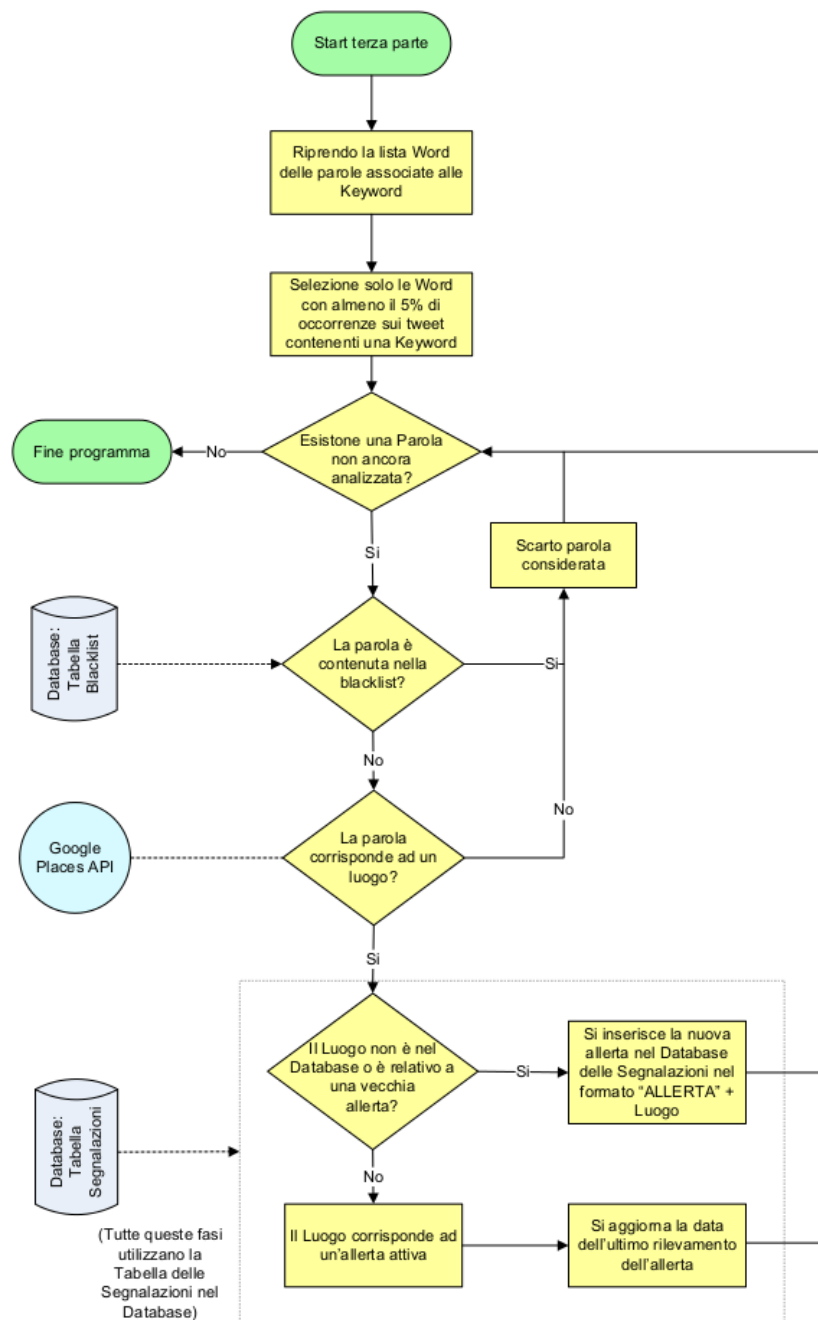 Start terza parte
Riprendo la lista Word
delle parole associate alle
Keyword
Selezione solo le Word
con almeno il 5% di
occorrenze sui tweet
contenenti una Keyword
Esistone una Parola
non ancora
analizzata?
No
Fine programma
Si
Scarto parola
considerata
Database:
Tabella
Blacklist
La parola è
contenuta nella
blacklist?
Si
No
Google
Places API
La parola
corrisponde ad un
luogo?
No
Si
Il Luogo non è nel
Database o è relativo a
una vecchia
allerta?
Si
Si inserisce la nuova
allerta nel Database
delle Segnalazioni nel
formato “ALLERTA” +
Luogo
Database:
Tabella
Segnalazioni
No
(Tutte queste fasi
utilizzano la
Tabella delle
Segnalazioni nel
Database)
Il Luogo corrisponde ad
un’allerta attiva
Si aggiorna la data
dell’ultimo rilevamento
dell’allerta